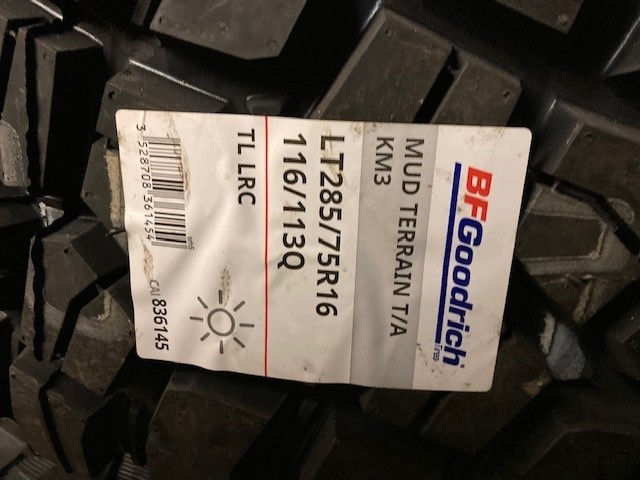 BFGoodrich
Tires
MUD TERRAIN T/A
KM3
LT285/75R16
116/113Q
TL LRC
3 528708 361454
CAI 836145